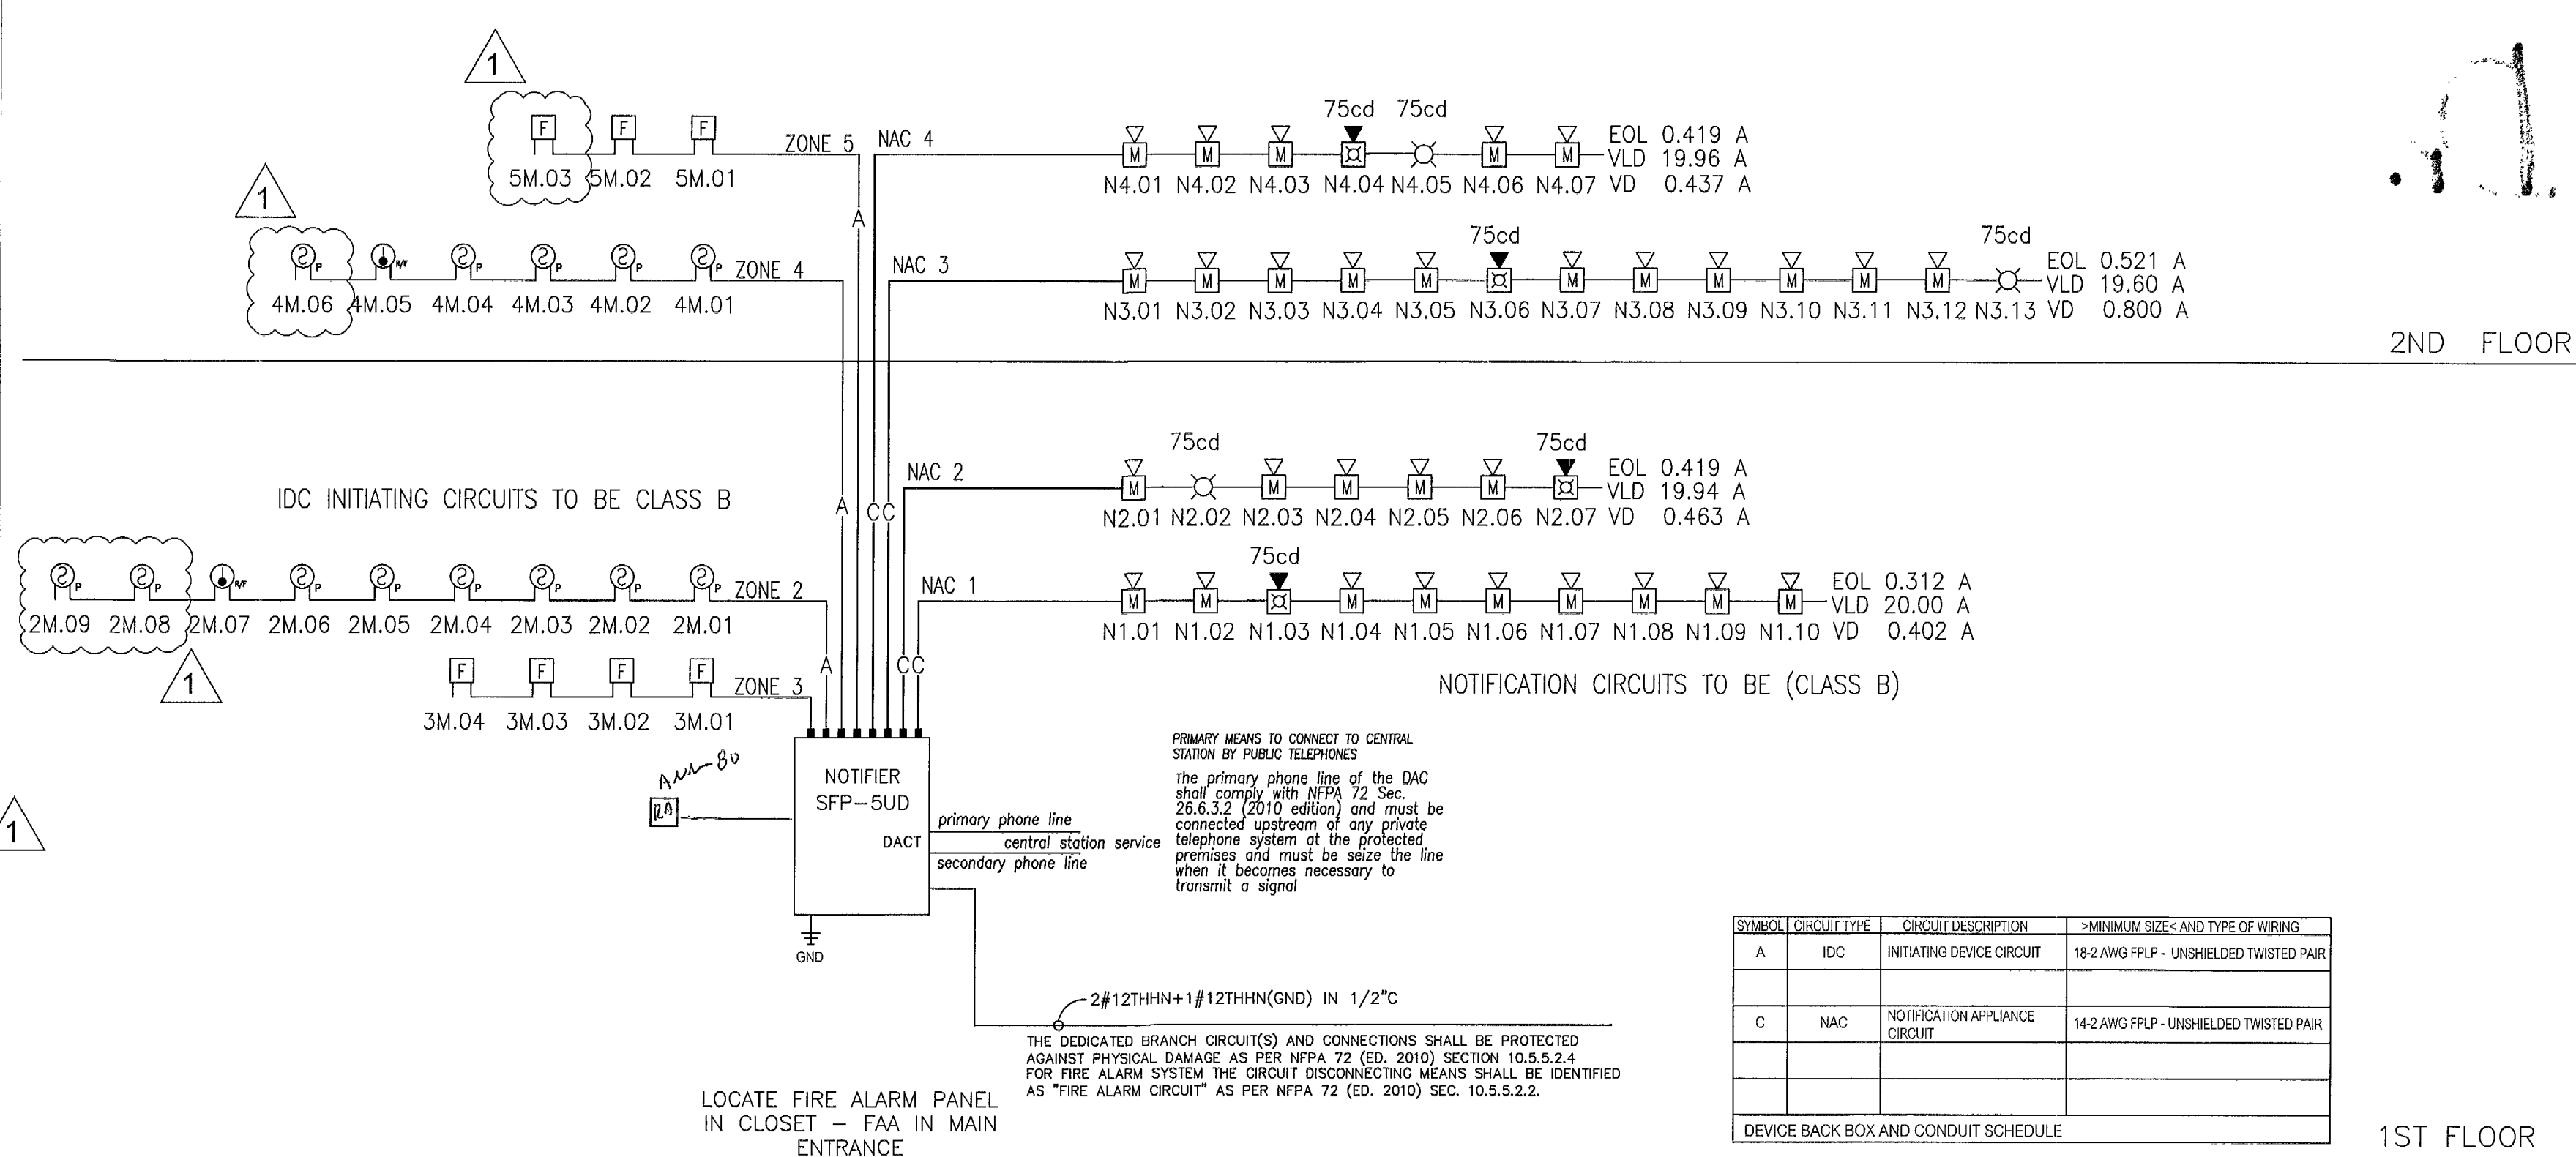 1
F F F
5M.03 5M.02 5M.01
ZONE 5
NAC 4
75cd 75cd
M M M M M
N4.01 N4.02 N4.03 N4.04 N4.05 N4.06 N4.07
EOL 0.419 A
VLD 19.96 A
VD 0.437 A
1
A
P R/F P P P P
4M.06 4M.05 4M.04 4M.03 4M.02 4M.01
ZONE 4
NAC 3
75cd 75cd
M M M M M M M M M M M
N3.01 N3.02 N3.03 N3.04 N3.05 N3.06 N3.07 N3.08 N3.09 N3.10 N3.11 N3.12 N3.13
EOL 0.521 A
VLD 19.60 A
VD 0.800 A
2ND FLOOR
IDC INITIATING CIRCUITS TO BE CLASS B
A CC
NAC 2
75cd 75cd
M M M M M
N2.01 N2.02 N2.03 N2.04 N2.05 N2.06 N2.07
EOL 0.419 A
VLD 19.94 A
VD 0.463 A
P P R/F P P P P P P
2M.09 2M.08 2M.07 2M.06 2M.05 2M.04 2M.03 2M.02 2M.01
ZONE 2
NAC 1
75cd
M M M M M M M M M
N1.01 N1.02 N1.03 N1.04 N1.05 N1.06 N1.07 N1.08 N1.09 N1.10
EOL 0.312 A
VLD 20.00 A
VD 0.402 A
1
F F F F
3M.04 3M.03 3M.02 3M.01
ZONE 3
A CC
NOTIFICATION CIRCUITS TO BE (CLASS B)
1
ANN-80
RA
NOTIFIER
SFP-5UD
DACT
primary phone line
central station service
secondary phone line
GND
PRIMARY MEANS TO CONNECT TO CENTRAL
STATION BY PUBLIC TELEPHONES
The primary phone line of the DAC
shall comply with NFPA 72 Sec.
26.6.3.2 (2010 edition) and must be
connected upstream of any private
telephone system at the protected
premises and must be seize the line
when it becomes necessary to
transmit a signal
2#12THHN+1#12THHN(GND) IN 1/2"C
THE DEDICATED BRANCH CIRCUIT(S) AND CONNECTIONS SHALL BE PROTECTED
AGAINST PHYSICAL DAMAGE AS PER NFPA 72 (ED. 2010) SECTION 10.5.5.2.4
FOR FIRE ALARM SYSTEM THE CIRCUIT DISCONNECTING MEANS SHALL BE IDENTIFIED
AS "FIRE ALARM CIRCUIT" AS PER NFPA 72 (ED. 2010) SEC. 10.5.5.2.2.
LOCATE FIRE ALARM PANEL
IN CLOSET - FAA IN MAIN
ENTRANCE
SYMBOL CIRCUIT TYPE CIRCUIT DESCRIPTION >MINIMUM SIZE< AND TYPE OF WIRING
A IDC INITIATING DEVICE CIRCUIT 18-2 AWG FPLP - UNSHIELDED TWISTED PAIR
C NAC NOTIFICATION APPLIANCE CIRCUIT 14-2 AWG FPLP - UNSHIELDED TWISTED PAIR
DEVICE BACK BOX AND CONDUIT SCHEDULE
1ST FLOOR